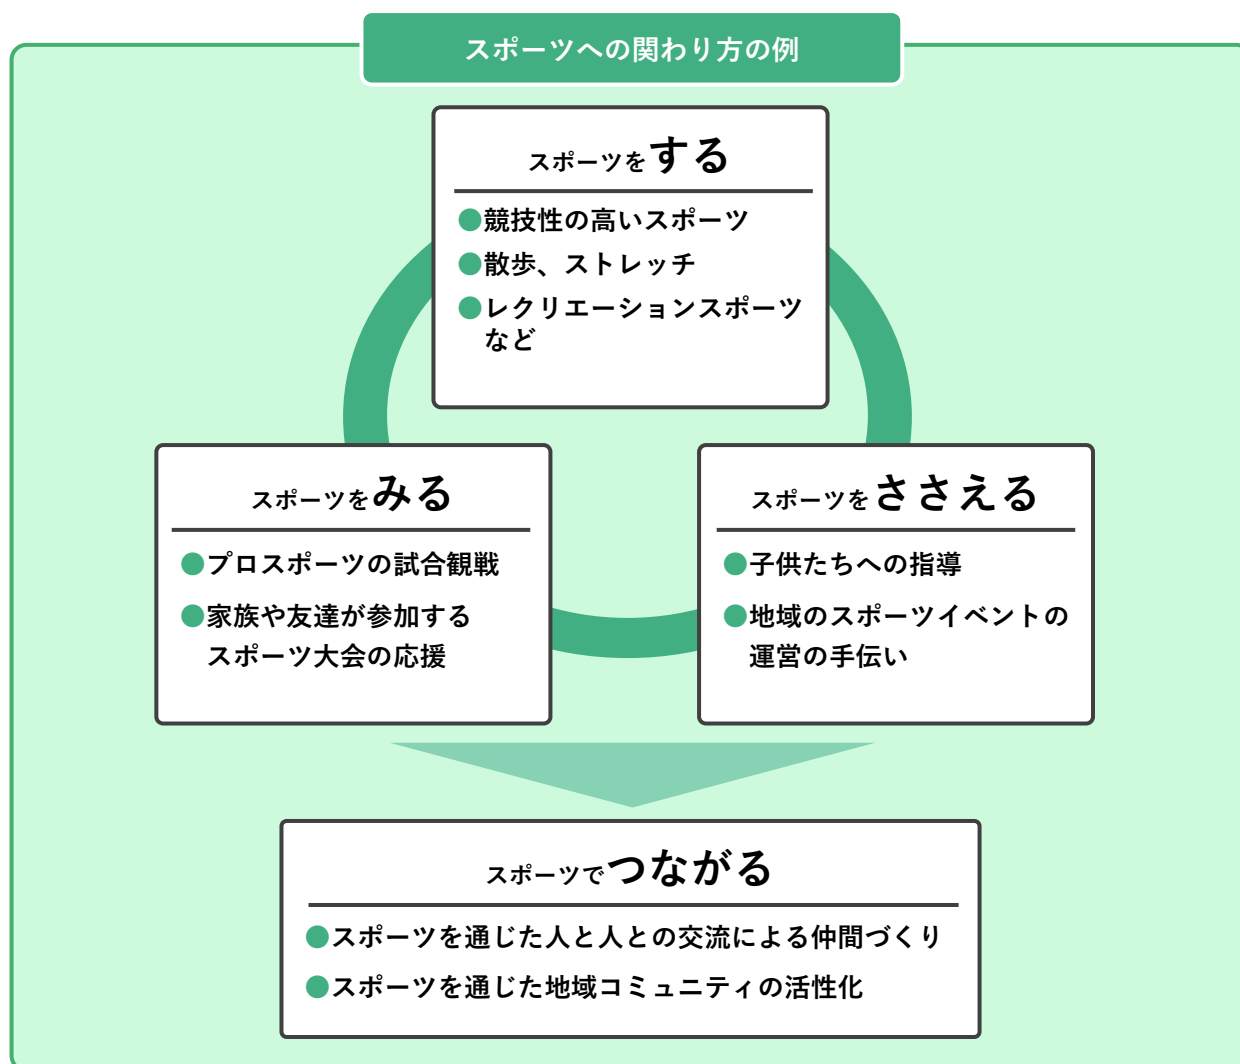 スポーツへの関わり方の例
スポーツをする
●競技性の高いスポーツ
●散歩、ストレッチ
●レクリエーションスポーツ
など
スポーツをみる
●プロスポーツの試合観戦
●家族や友達が参加する
スポーツ大会の応援
スポーツをささえる
●子供たちへの指導
●地域のスポーツイベントの
運営の手伝い
スポーツでつながる
●スポーツを通じた人と人との交流による仲間づくり
●スポーツを通じた地域コミュニティの活性化